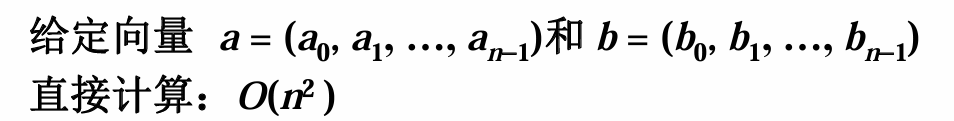 给定向量 a = (a₀, a₁, …, aₙ₋₁)和 b = (b₀, b₁, …, bₙ₋₁)
直接计算：O(n²)